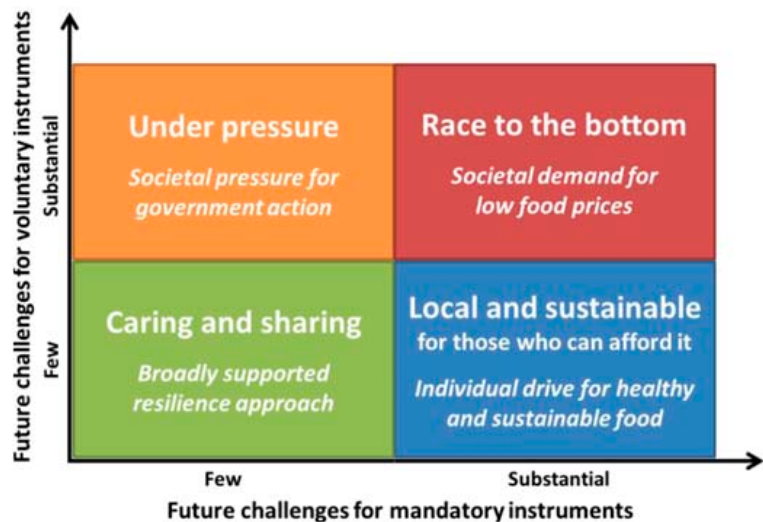 Future challenges for voluntary instruments
Substantial
Few
Under pressure
Societal pressure for
government action
Race to the bottom
Societal demand for
low food prices
Caring and sharing
Broadly supported
resilience approach
Local and sustainable
for those who can afford it
Individual drive for healthy
and sustainable food
Few
Substantial
Future challenges for mandatory instruments